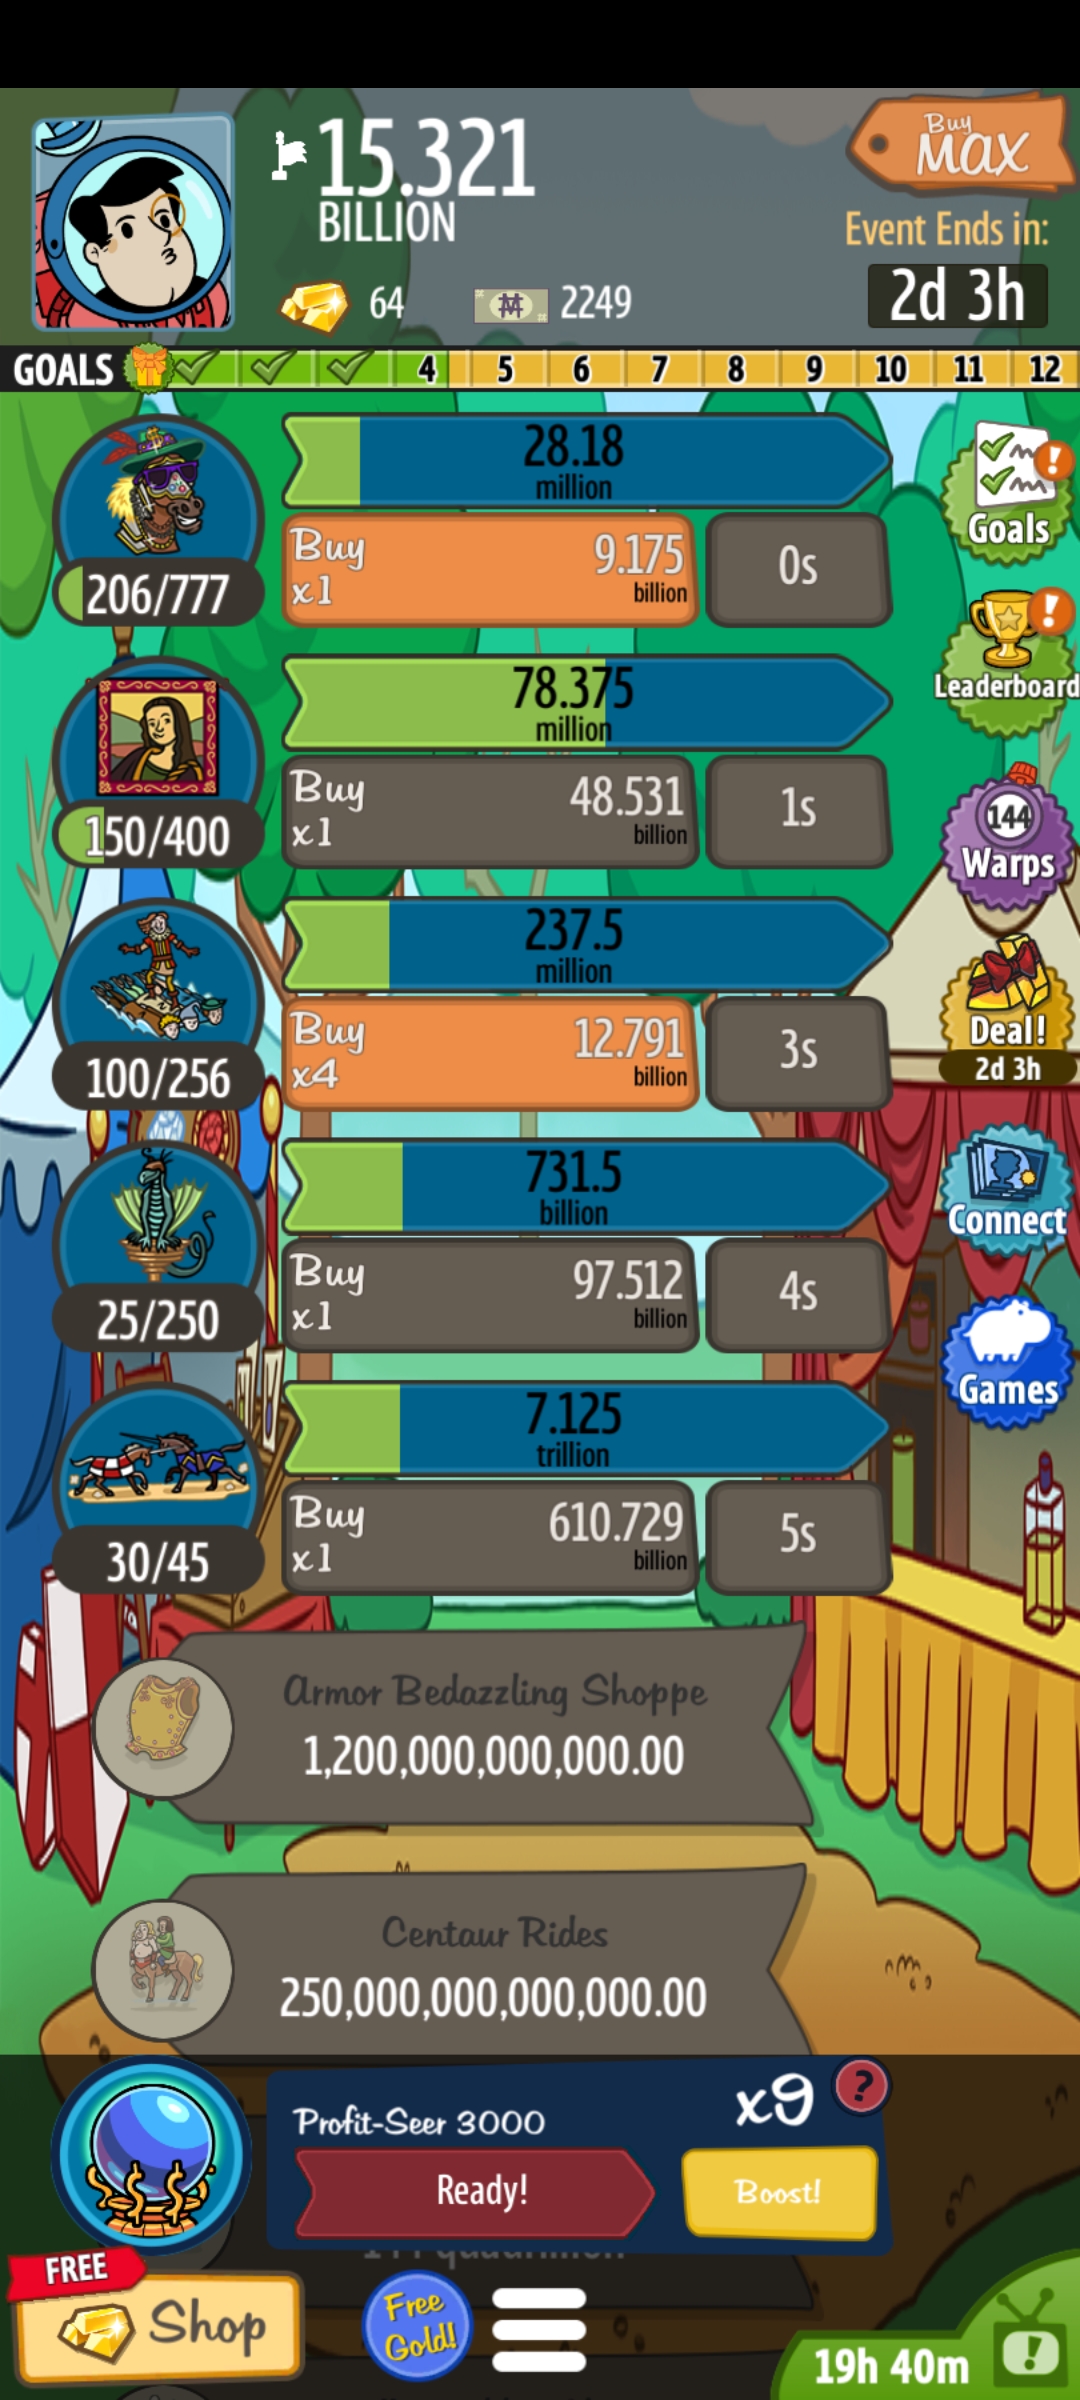 15.321
BILLION
64
2249
Buy
MAX
Event Ends in:
2d 3h
GOALS 4 5 6 7 8 9 10 11 12
28.18
million
Buy
x1
9.175
billion
0s
206/777
Goals
78.375
million
Buy
x1
48.531
billion
1s
150/400
Leaderboard
144
Warps
237.5
million
Buy
x4
12.791
billion
3s
100/256
Deal!
2d 3h
731.5
billion
Buy
x1
97.512
billion
4s
25/250
Connect
Games
7.125
trillion
Buy
x1
610.729
billion
5s
30/45
Armor Bedazzling Shoppe
1,200,000,000,000.00
Centaur Rides
250,000,000,000,000.00
Profit-Seer 3000
x9
?
Ready!
Boost!
FREE
Shop
Free
Gold!
19h 40m